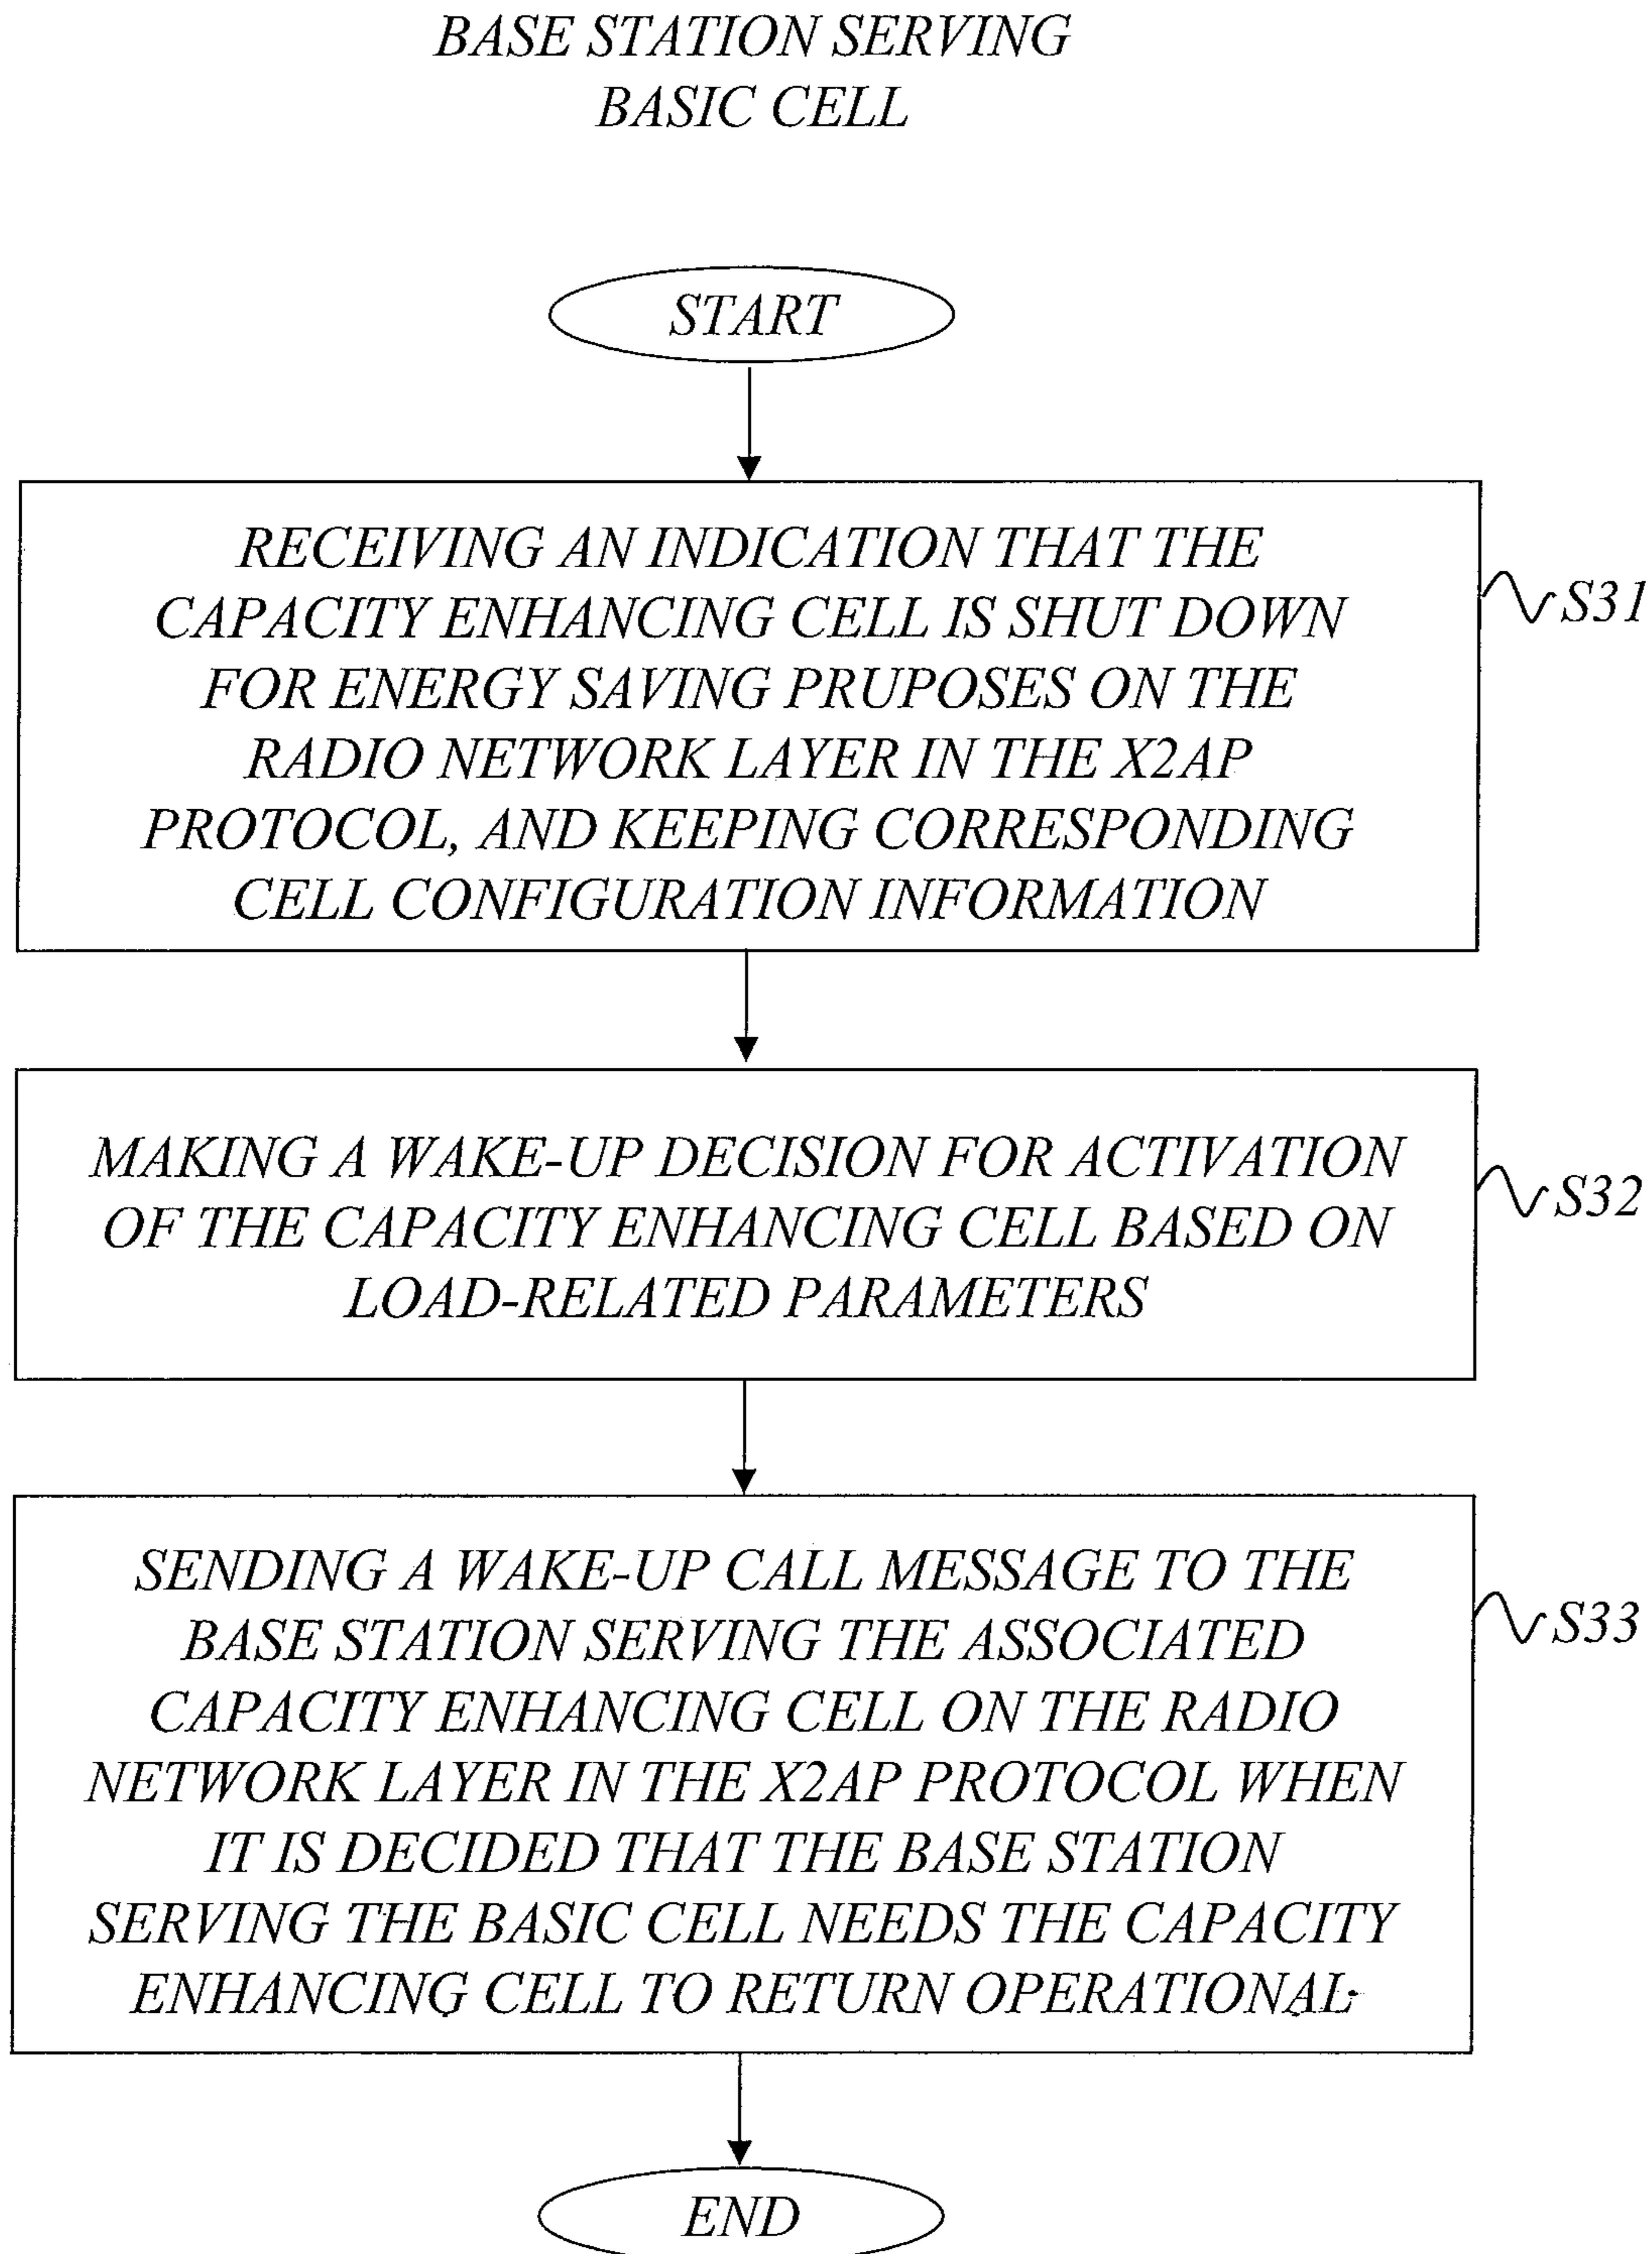 BASE STATION SERVING
BASIC CELL
START
RECEIVING AN INDICATION THAT THE
CAPACITY ENHANCING CELL IS SHUT DOWN
FOR ENERGY SAVING PRUPOSES ON THE
RADIO NETWORK LAYER IN THE X2AP
PROTOCOL, AND KEEPING CORRESPONDING
CELL CONFIGURATION INFORMATION
S31
MAKING A WAKE-UP DECISION FOR ACTIVATION
OF THE CAPACITY ENHANCING CELL BASED ON
LOAD-RELATED PARAMETERS
S32
SENDING A WAKE-UP CALL MESSAGE TO THE
BASE STATION SERVING THE ASSOCIATED
CAPACITY ENHANCING CELL ON THE RADIO
NETWORK LAYER IN THE X2AP PROTOCOL WHEN
IT IS DECIDED THAT THE BASE STATION
SERVING THE BASIC CELL NEEDS THE CAPACITY
ENHANCING CELL TO RETURN OPERATIONAL
S33
END